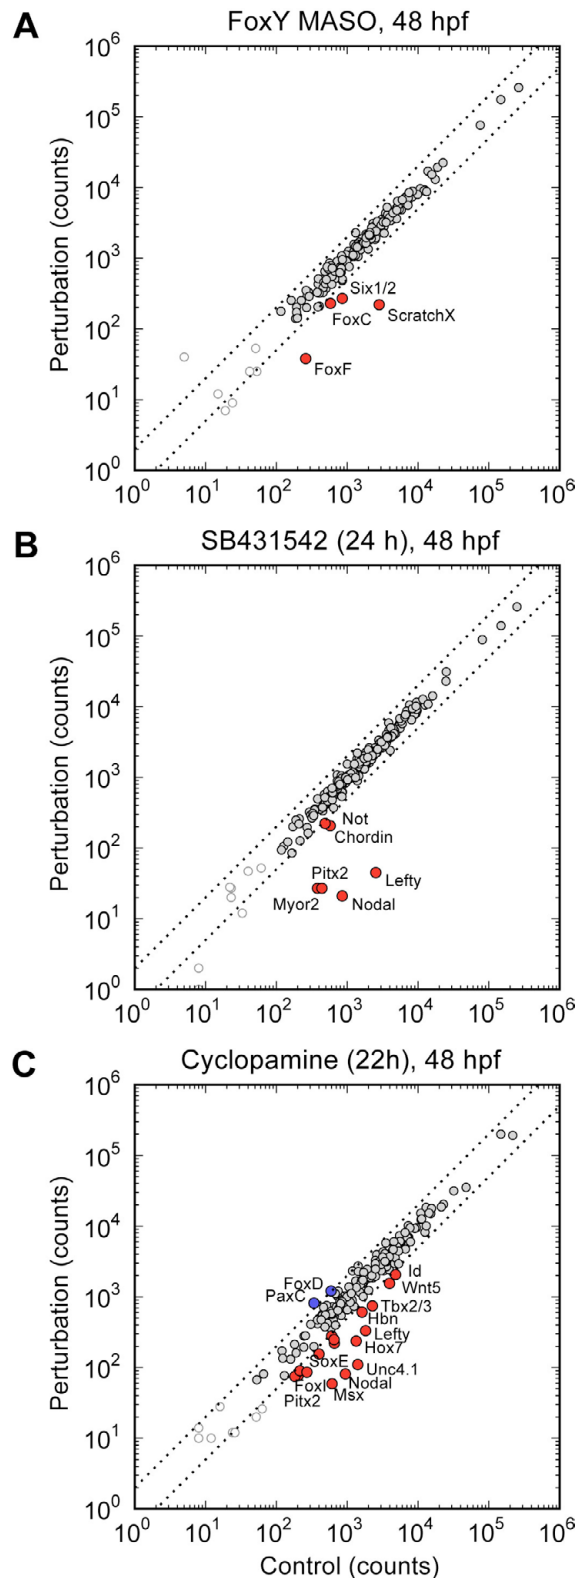 A
FoxY MASO, 48 hpf
10^6
10^5
10^4
10^3
10^2
10^1
10^0
Perturbation (counts)
Six1/2
FoxC
ScratchX
FoxF
10^0 10^1 10^2 10^3 10^4 10^5 10^6
B
SB431542 (24 h), 48 hpf
10^6
10^5
10^4
10^3
10^2
10^1
10^0
Perturbation (counts)
Not
Chordin
Pitx2
Lefty
Myor2
Nodal
10^0 10^1 10^2 10^3 10^4 10^5 10^6
C
Cyclopamine (22h), 48 hpf
10^6
10^5
10^4
10^3
10^2
10^1
10^0
Perturbation (counts)
Id
FoxD
Wnt5
PaxC
Tbx2/3
Hbn
Lefty
Hox7
SoxE
Unc4.1
FoxI
Nodal
Pitx2
Msx
10^0 10^1 10^2 10^3 10^4 10^5 10^6
Control (counts)